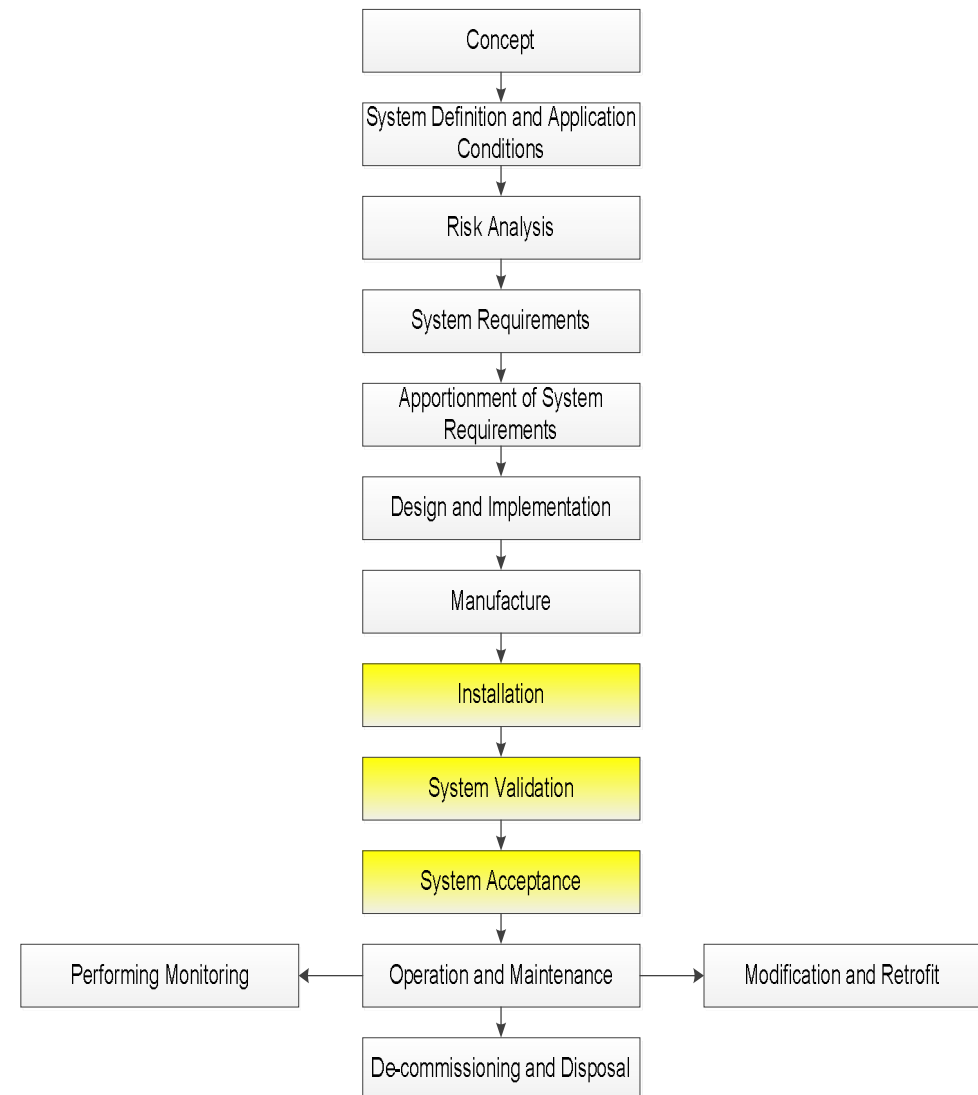 Concept
System Definition and Application
Conditions
Risk Analysis
System Requirements
Apportionment of System
Requirements
Design and Implementation
Manufacture
Installation
System Validation
System Acceptance
Performing Monitoring
Operation and Maintenance
Modification and Retrofit
De-commissioning and Disposal